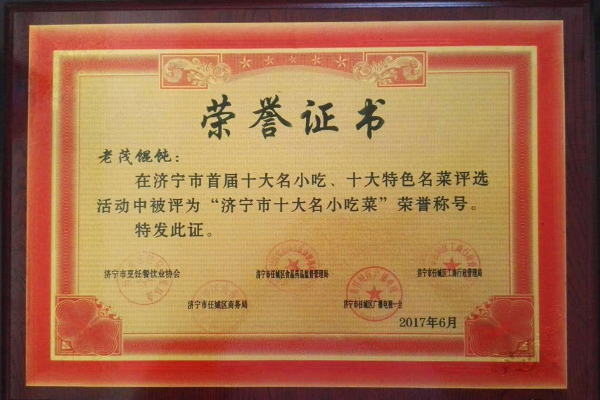 荣誉证书
老茂馄饨：
在济宁市首届十大名小吃、十大特色名菜评选
活动中被评为“济宁市十大名小吃菜”荣誉称号。
特发此证。
济宁市烹饪餐饮业协会
济宁市任城区食品药品监督管理局
济宁市任城区工商行政管理局
济宁市任城区商务局
济宁市任城区广播电视一台
2017年6月